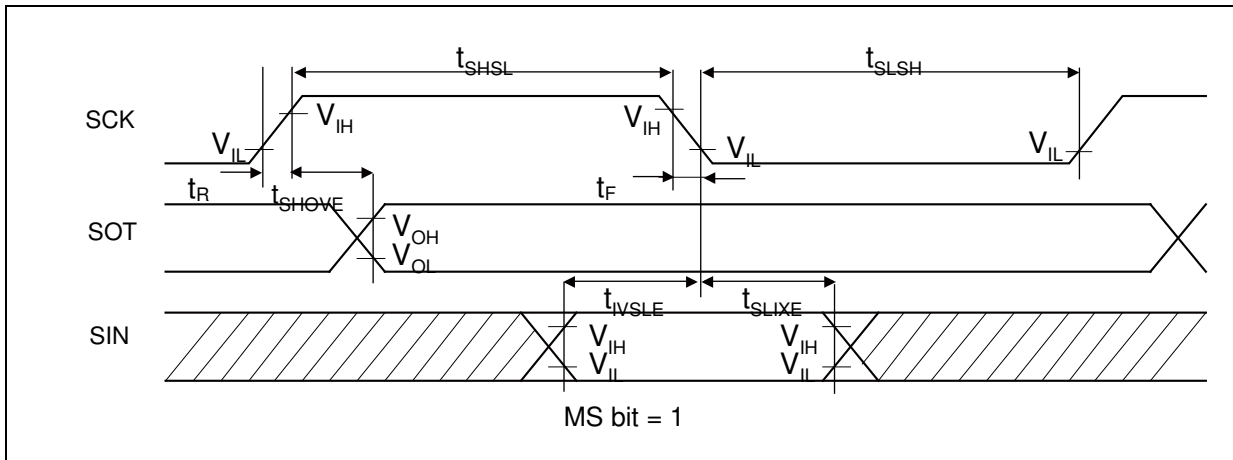 tSHSL tSLSH
SCK VIH VIH
VIL VIL VIL
tR tSHOVE tF
SOT VOH
VOL
tIVSLE tSLIXE
SIN VIH VIH
VIL VIL
MS bit = 1